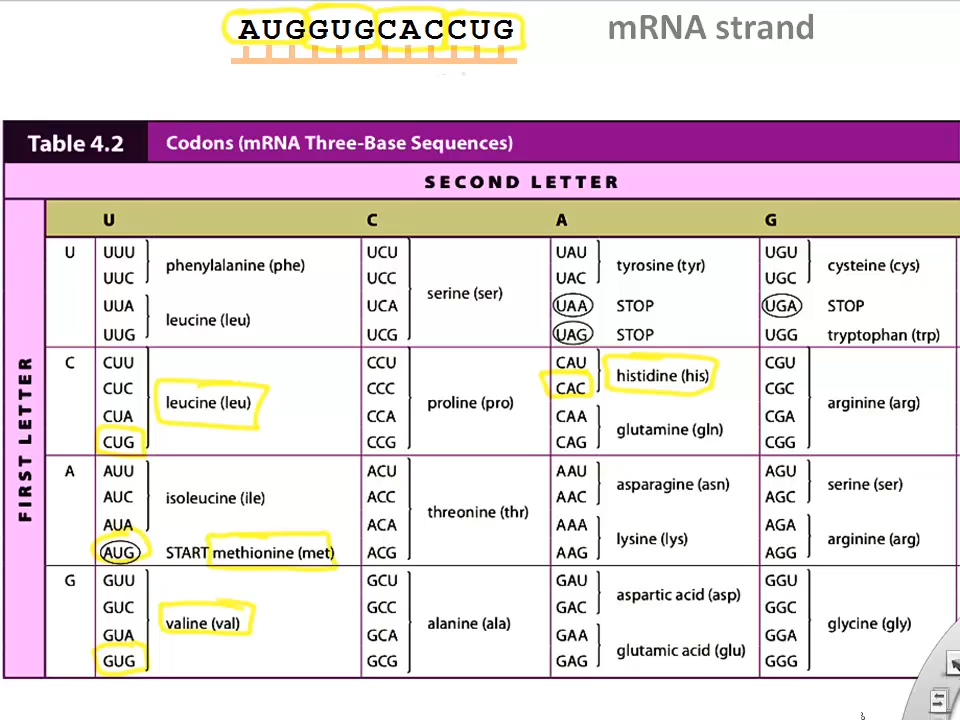 AUGGUGCACCUG mRNA strand
Table 4.2 Codons (mRNA Three-Base Sequences)
SECOND LETTER
FIRST LETTER
U C A G
U UUU UCU UAU UGU
phenylalanine (phe) tyrosine (tyr) cysteine (cys)
UUC UCC UAC UGC
serine (ser)
UUA UCA UAA STOP UGA STOP
leucine (leu)
UUG UCG UAG STOP UGG tryptophan (trp)
C CUU CCU CAU CGU
histidine (his)
CUC CCC CAC CGC
leucine (leu) proline (pro) arginine (arg)
CUA CCA CAA CGA
glutamine (gln)
CUG CCG CAG CGG
A AUU ACU AAU AGU
asparagine (asn) serine (ser)
AUC ACC AAC AGC
isoleucine (ile) threonine (thr)
AUA ACA AAA AGA
lysine (lys) arginine (arg)
AUG START methionine (met) ACG AAG AGG
G GUU GCU GAU GGU
aspartic acid (asp)
GUC GCC GAC GGC
valine (val) alanine (ala) glycine (gly)
GUA GCA GAA GGA
glutamic acid (glu)
GUG GCG GAG GGG